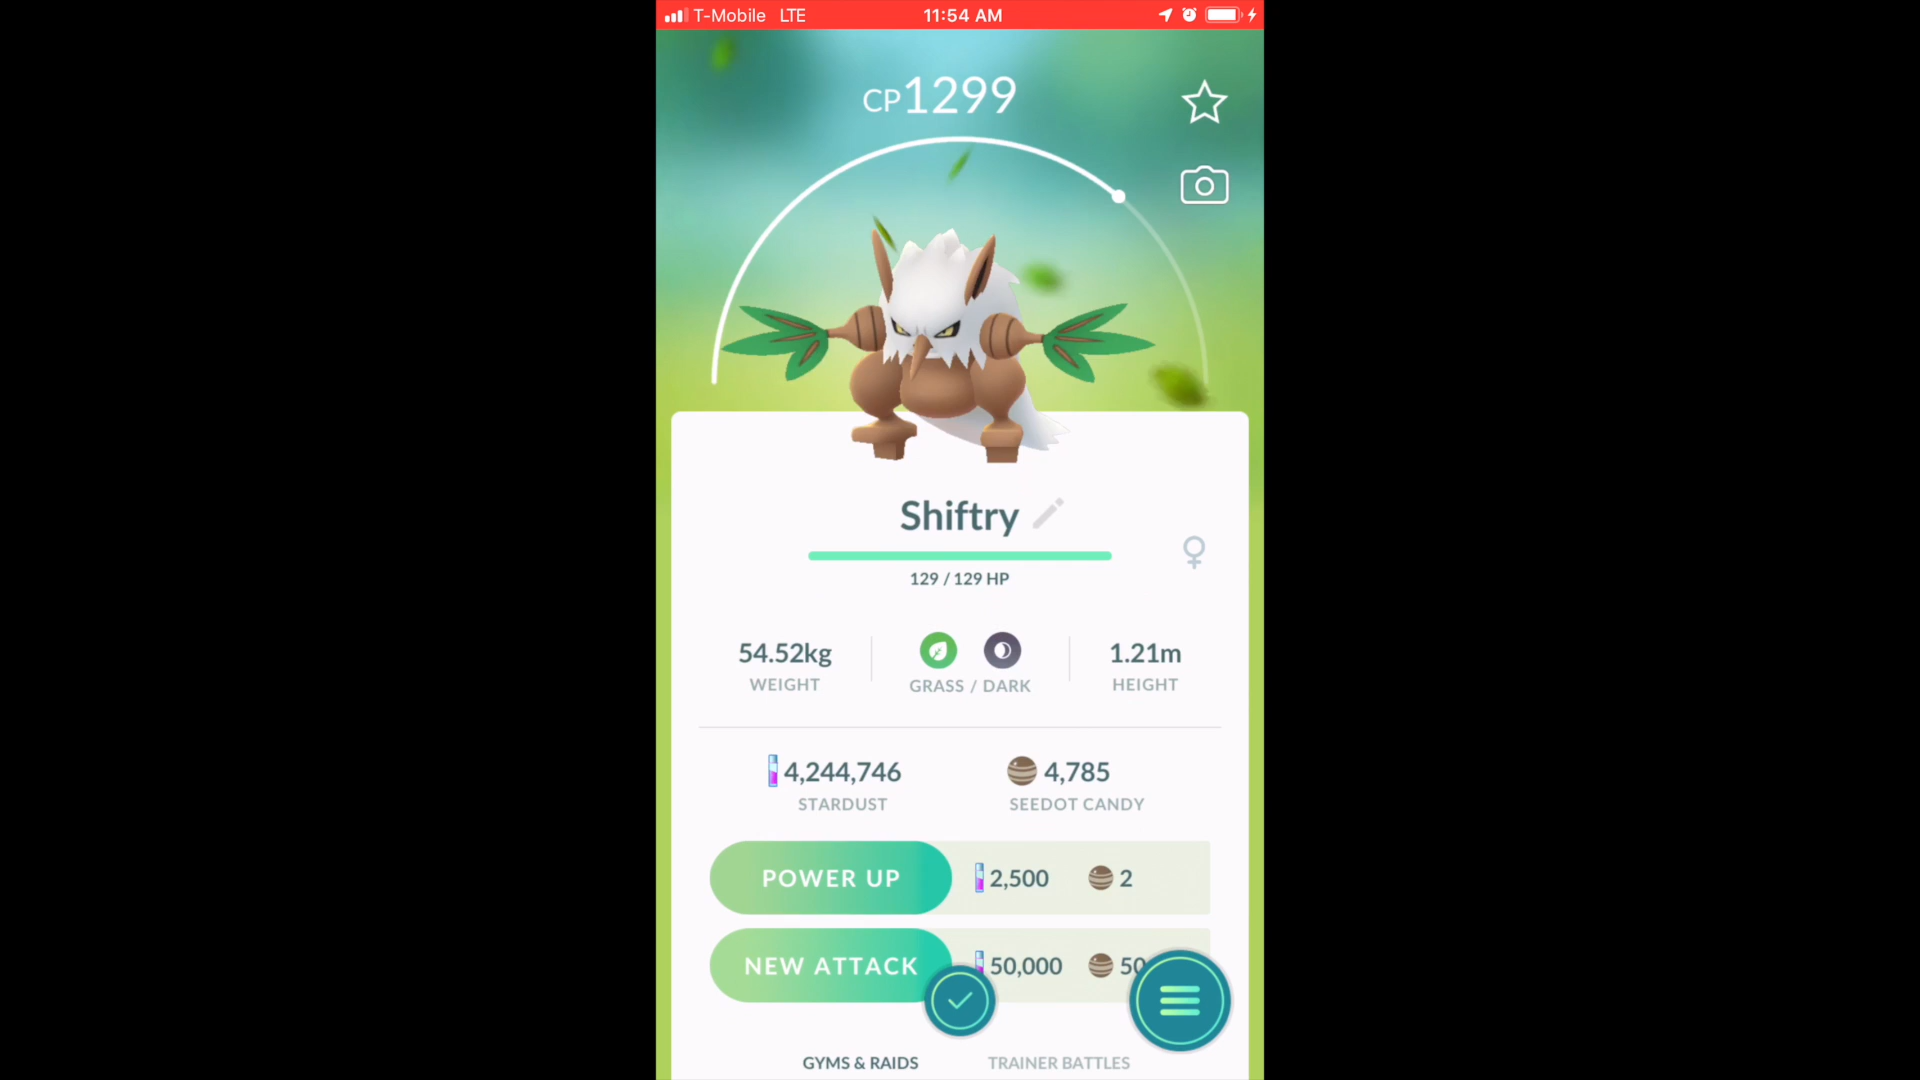 T-Mobile LTE 11:54 AM
CP1299
Shiftry
129 / 129 HP
54.52kg 1.21m
WEIGHT GRASS / DARK HEIGHT
4,244,746 4,785
STARDUST SEEDOT CANDY
POWER UP 2,500 2
NEW ATTACK 50,000 50
GYMS & RAIDS TRAINER BATTLES